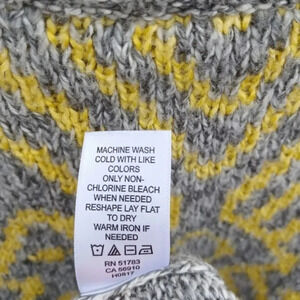 MACHINE WASH
COLD WITH LIKE
COLORS
ONLY NON-
CHLORINE BLEACH
WHEN NEEDED
RESHAPE LAY FLAT
TO DRY
WARM IRON IF
NEEDED
RN 51783
CA 56910
H0817